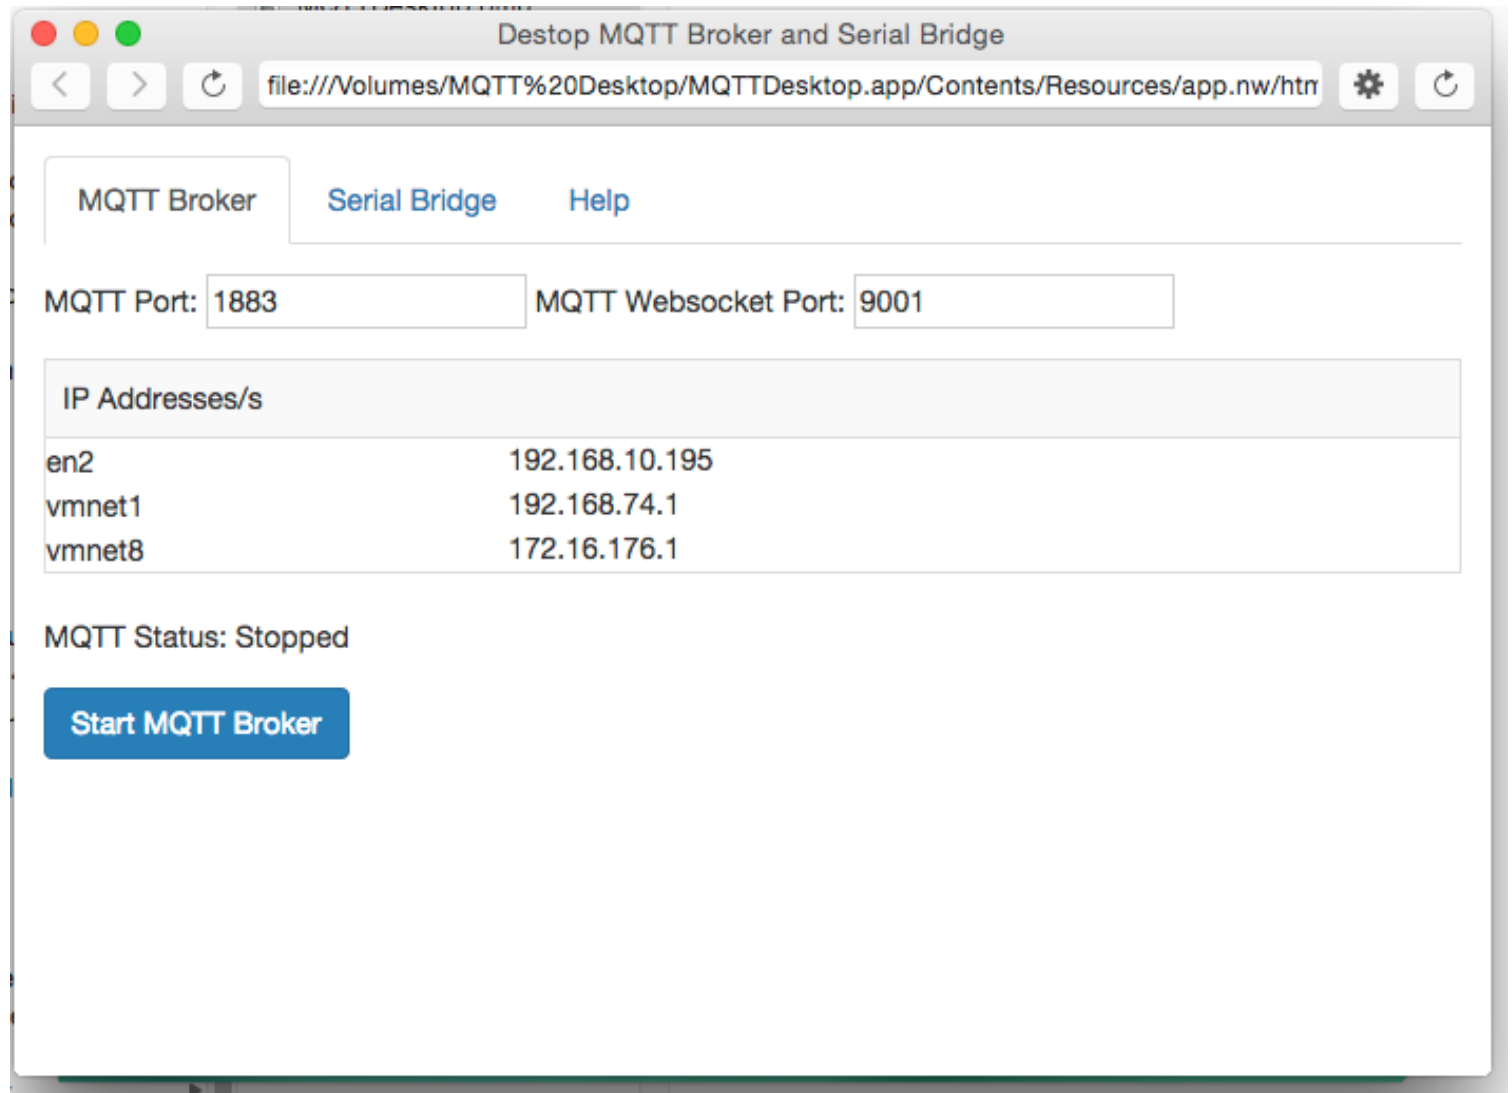 Destop MQTT Broker and Serial Bridge
file:///Volumes/MQTT%20Desktop/MQTTDesktop.app/Contents/Resources/app.nw/htm
MQTT Broker Serial Bridge Help
MQTT Port: 1883 MQTT Websocket Port: 9001
IP Addresses/s
en2 192.168.10.195
vmnet1 192.168.74.1
vmnet8 172.16.176.1
MQTT Status: Stopped
Start MQTT Broker